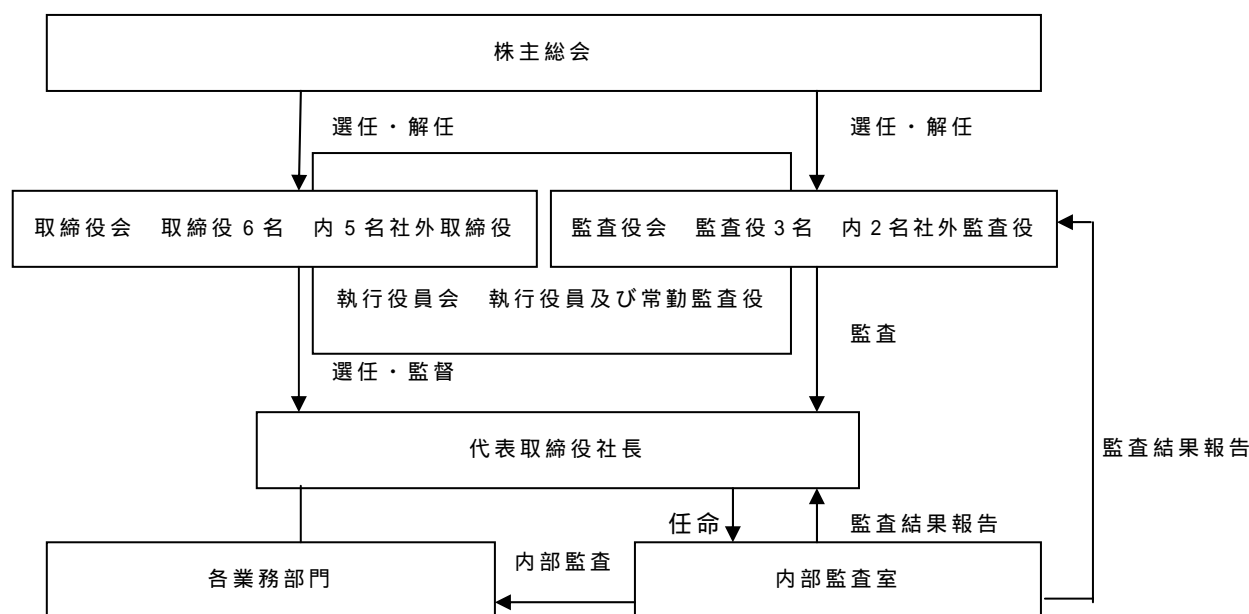 株主総会
選任・解任
選任・解任
取締役会 取締役6名 内5名社外取締役
監査役会 監査役3名 内2名社外監査役
執行役員会 執行役員及び常勤監査役
監査
選任・監督
代表取締役社長
監査結果報告
任命
監査結果報告
内部監査
各業務部門
内部監査室